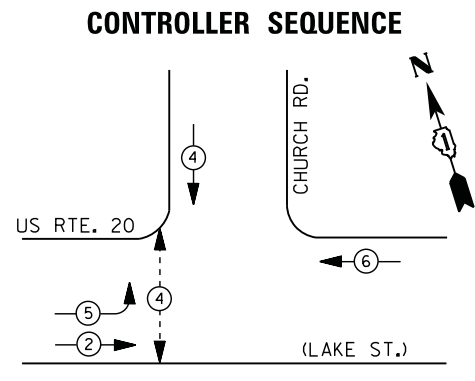 CONTROLLER SEQUENCE
N
CHURCH RD.
4
US RTE. 20
6
5
4
2
(LAKE ST.)